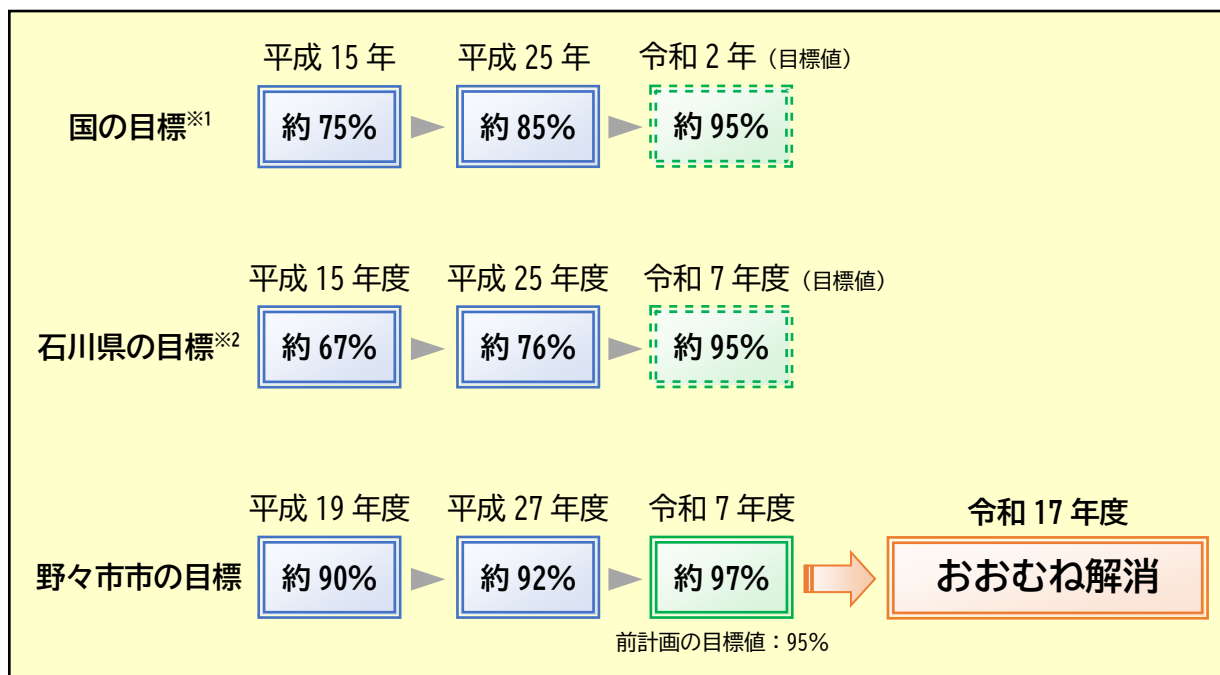 平成 15 年 平成 25 年 令和 2 年（目標値）
国の目標※1 約 75% 約 85% 約 95%
平成 15 年度 平成 25 年度 令和 7 年度（目標値）
石川県の目標※2 約 67% 約 76% 約 95%
平成 19 年度 平成 27 年度 令和 7 年度 令和 17 年度
野々市市の目標 約 90% 約 92% 約 97% おおむね解消
前計画の目標値：95%